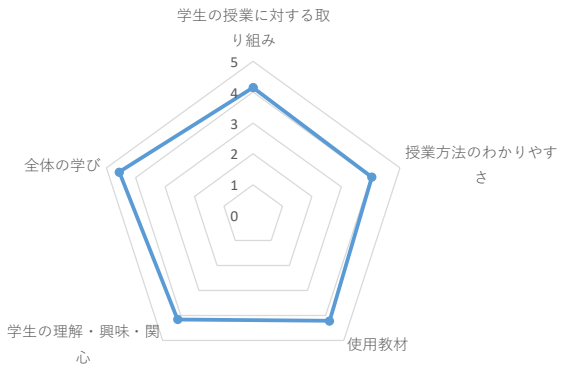 学生の授業に対する取
り組み
5
4
3
2
1
0
授業方法のわかりやす
さ
使用教材
学生の理解・興味・関
心
全体の学び